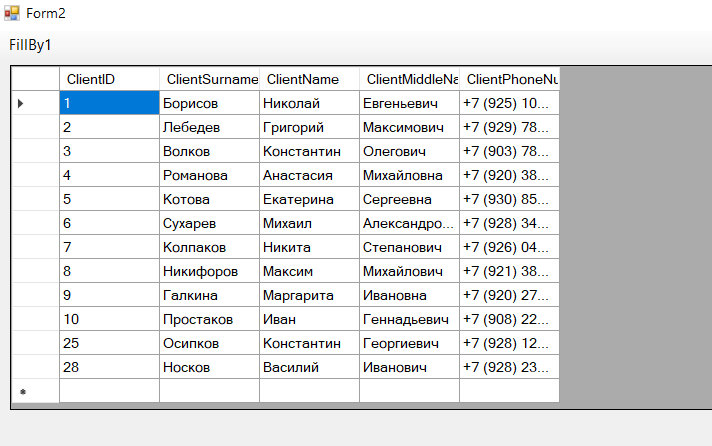 Form2
FillBy1
ClientID ClientSurname ClientName ClientMiddleNa ClientPhoneNu
1 Борисов Николай Евгеньевич +7 (925) 10...
2 Лебедев Григорий Максимович +7 (929) 78...
3 Волков Константин Олегович +7 (903) 78...
4 Романова Анастасия Михайловна +7 (920) 38...
5 Котова Екатерина Сергеевна +7 (930) 85...
6 Сухарев Михаил Александро... +7 (928) 34...
7 Колпаков Никита Степанович +7 (926) 04...
8 Никифоров Максим Михайлович +7 (921) 38...
9 Галкина Маргарита Ивановна +7 (920) 27...
10 Простаков Иван Геннадьевич +7 (908) 22...
25 Осипков Константин Георгиевич +7 (928) 12...
28 Носков Василий Иванович +7 (928) 23...